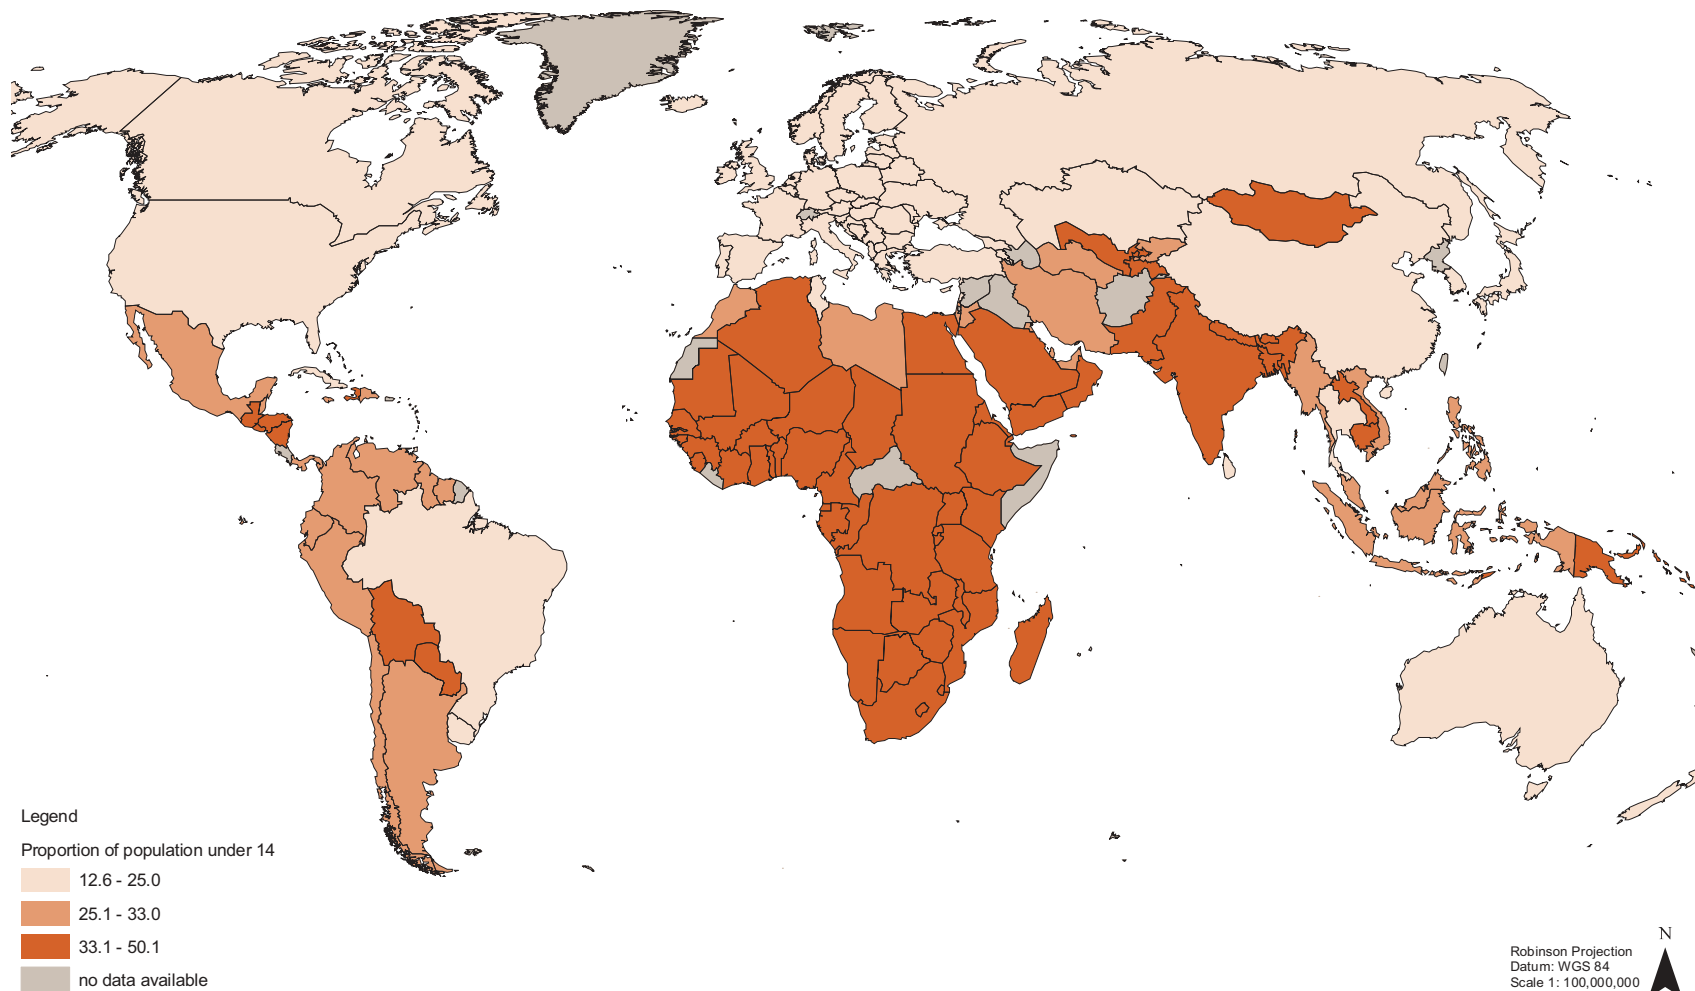 Legend
Proportion of population under 14
12.6 - 25.0
25.1 - 33.0
33.1 - 50.1
no data available
N
Robinson Projection
Datum: WGS 84
Scale 1: 100,000,000